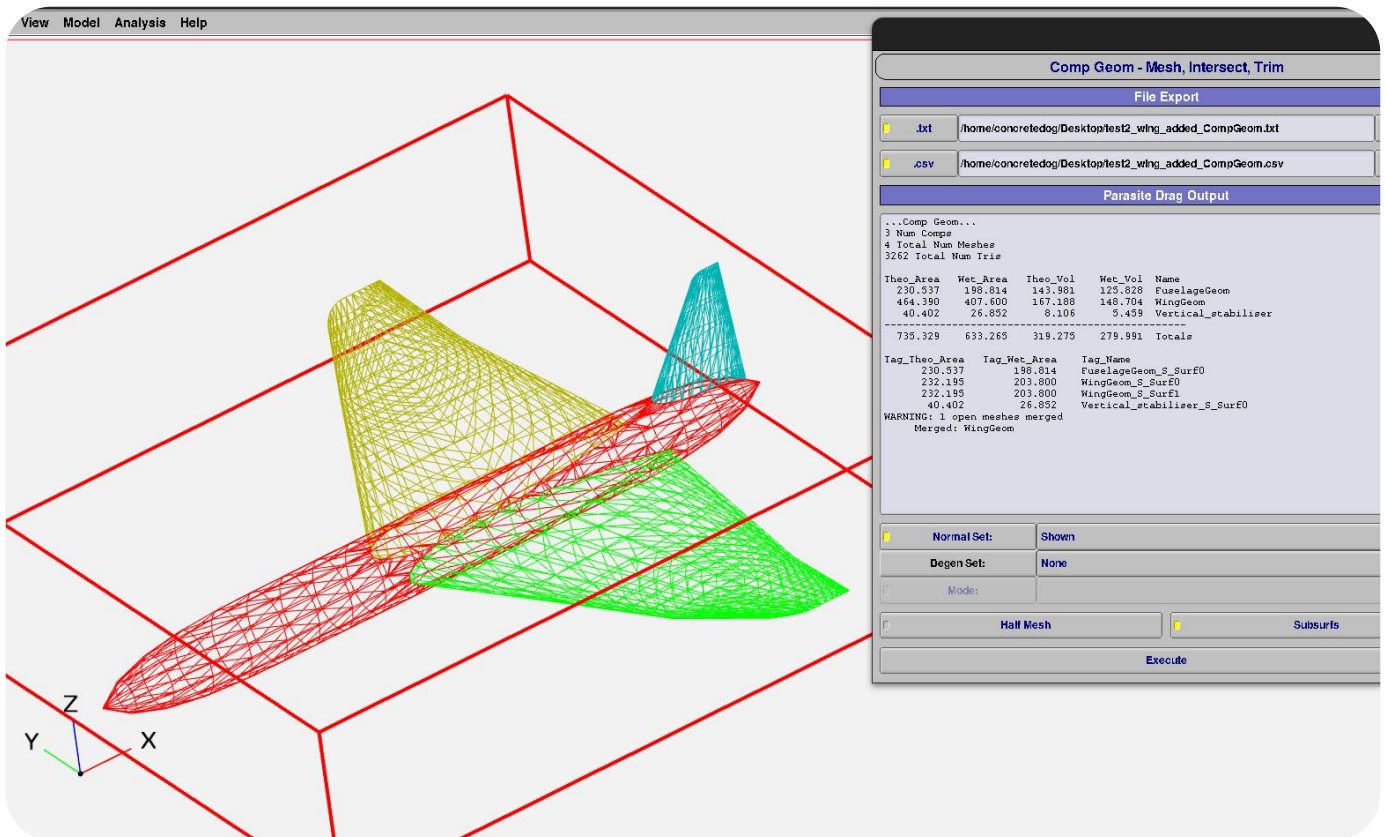 View Model Analysis Help
Comp Geom - Mesh, Intersect, Trim
File Export
.txt /home/concretedog/Desktop/test2_wing_added_CompGeom.txt
.csv /home/concretedog/Desktop/test2_wing_added_CompGeom.csv
Parasite Drag Output
...Comp Geom...
3 Num Comps
4 Total Num Meshes
3262 Total Num Tris
Theo_Area Wet_Area Theo_Vol Wet_Vol Name
230.537 198.814 143.981 125.828 FuselageGeom
464.390 407.600 167.188 148.704 WingGeom
40.402 26.852 8.106 5.459 Vertical_stabiliser
----------------------------------------------------
735.329 633.265 319.275 279.991 Totals
Tag_Theo_Area Tag_Wet_Area Tag_Name
230.537 198.814 FuselageGeom_S_Surf0
232.195 203.800 WingGeom_S_Surf0
232.195 203.800 WingGeom_S_Surf1
40.402 26.852 Vertical_stabiliser_S_Surf0
WARNING: 1 open meshes merged
Merged: WingGeom
Normal Set: Shown
Degen Set: None
Mode:
Half Mesh Subsurfs
Execute
Z
Y X